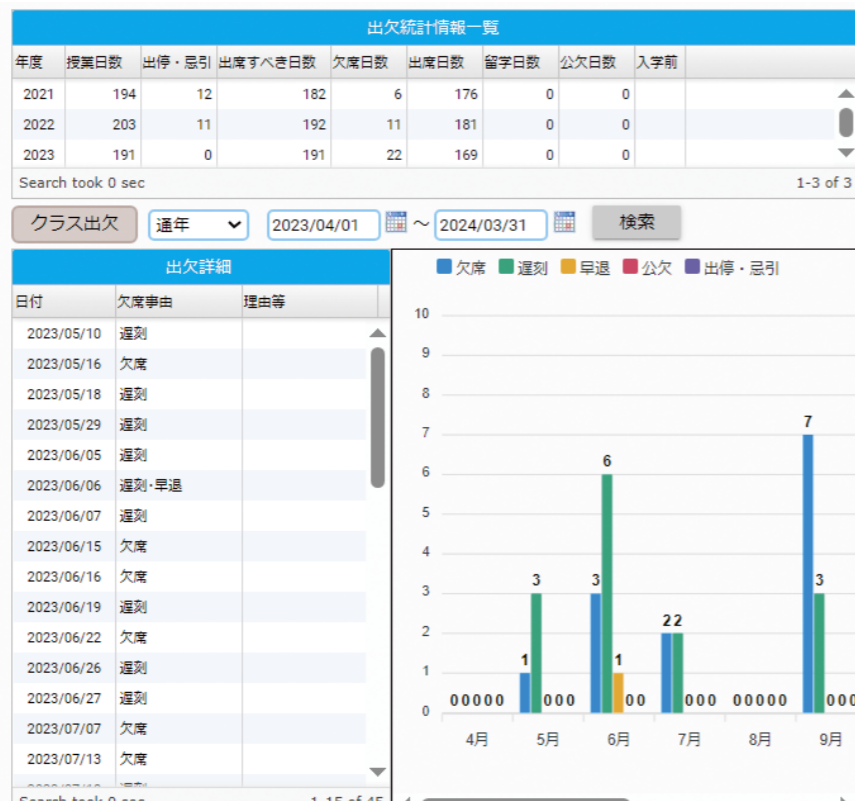 出欠統計情報一覧
年度 授業日数 出停・忌引 出席すべき日数 欠席日数 出席日数 留学日数 公欠日数 入学前
2021 194 12 182 6 176 0 0
2022 203 11 192 11 181 0 0
2023 191 0 191 22 169 0 0
Search took 0 sec 1-3 of 3
クラス出欠 通年 2023/04/01 ～ 2024/03/31 検索
出欠詳細
日付 欠席事由 理由等
2023/05/10 遅刻
2023/05/16 欠席
2023/05/18 遅刻
2023/05/29 遅刻
2023/06/05 遅刻
2023/06/06 遅刻・早退
2023/06/07 遅刻
2023/06/15 欠席
2023/06/16 欠席
2023/06/19 遅刻
2023/06/22 欠席
2023/06/26 遅刻
2023/06/27 遅刻
2023/07/07 欠席
2023/07/13 欠席
Search took 0 sec 1-15 of 45
欠席 遅刻 早退 公欠 出停・忌引
10
9
8
7
6
5
4
3
2
1
0
0 0 0 0 0
1 3 0 0 0
3 6 1 0 0
2 2 0 0 0
0 0 0 0 0
7 3 0 0 0
4月 5月 6月 7月 8月 9月